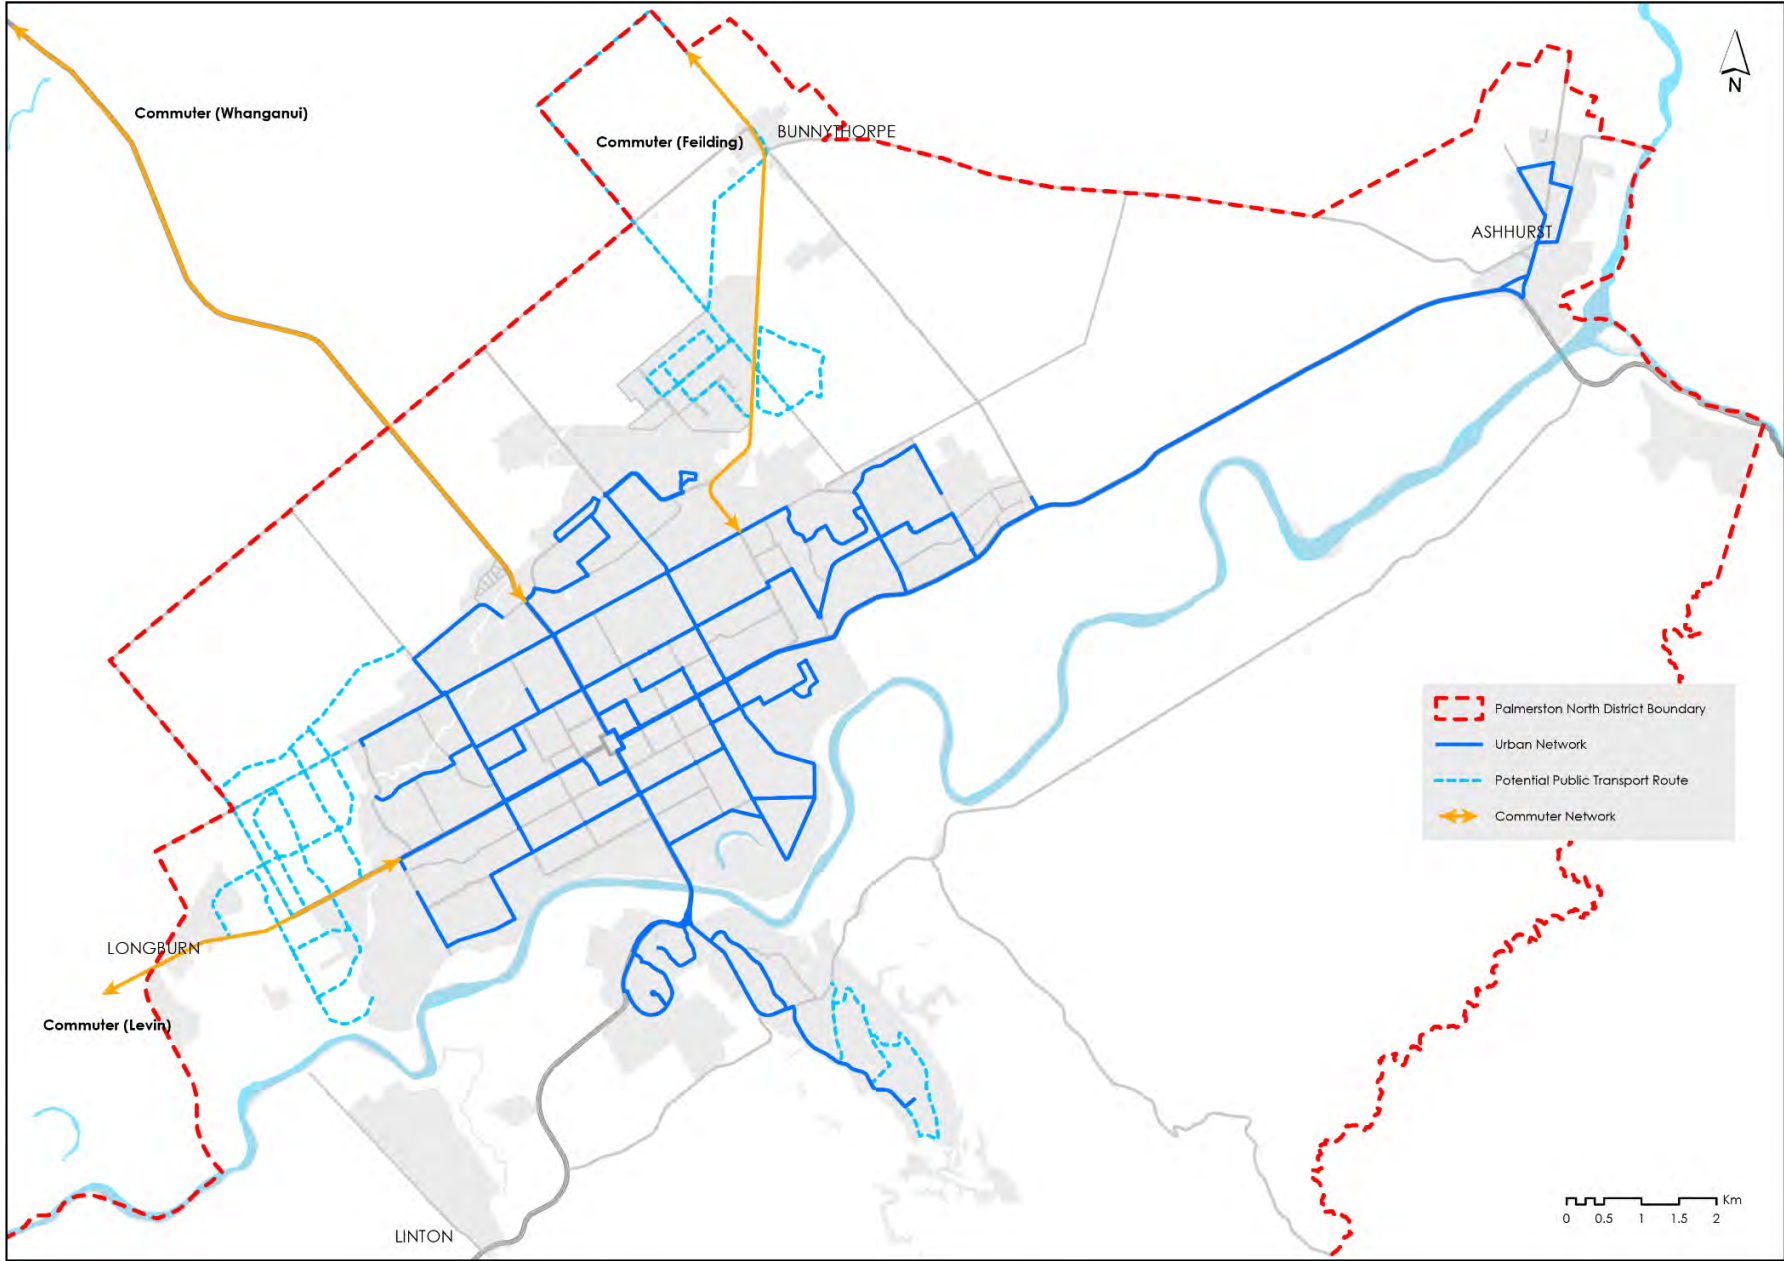 N
Commuter (Whanganui)
BUNNYTHORPE
Commuter (Feilding)
ASHHURST
Palmerston North District Boundary
Urban Network
Potential Public Transport Route
Commuter Network
LONGBURN
Commuter (Levin)
LINTON
Km
0 0.5 1 1.5 2